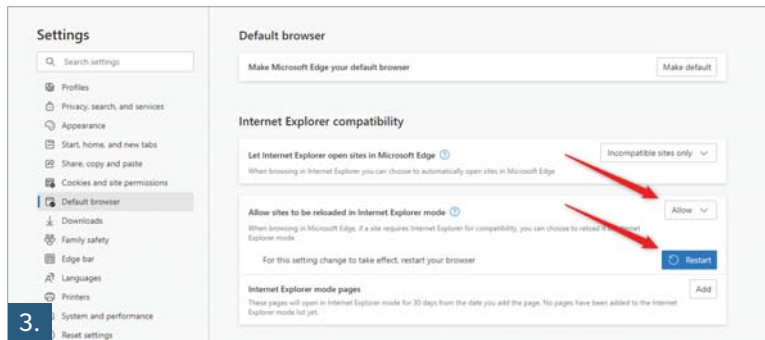 Settings
Search settings
Profiles
Privacy, search, and services
Appearance
Start, home, and new tabs
Share, copy and paste
Cookies and site permissions
Default browser
Downloads
Family safety
Edge bar
Languages
Printers
System and performance
Reset settings
3.
Default browser
Make Microsoft Edge your default browser
Make default
Internet Explorer compatibility
Let Internet Explorer open sites in Microsoft Edge
Incompatible sites only
When browsing in Internet Explorer you can choose to automatically open sites in Microsoft Edge
Allow sites to be reloaded in Internet Explorer mode
Allow
When browsing in Microsoft Edge, if a site requires Internet Explorer for compatibility, you can choose to reload it in Internet
Explorer mode
For this setting change to take effect, restart your browser
Restart
Internet Explorer mode pages
Add
These pages will open in Internet Explorer mode for 30 days from the date you add the page. No pages have been added to the Internet
Explorer mode list yet.